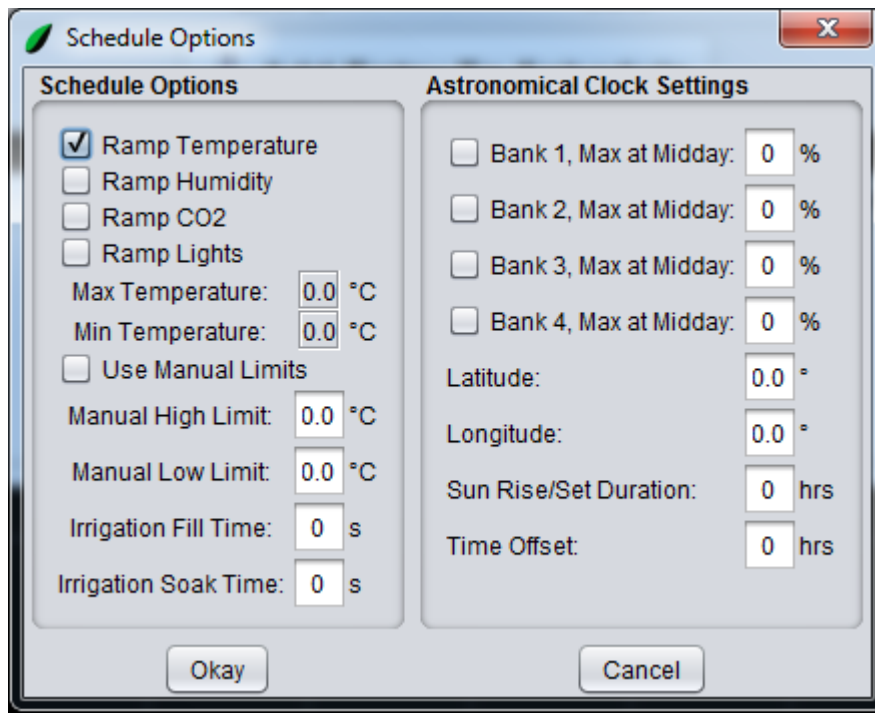 Schedule Options
Schedule Options
Ramp Temperature
Ramp Humidity
Ramp CO2
Ramp Lights
Max Temperature: 0.0 °C
Min Temperature: 0.0 °C
Use Manual Limits
Manual High Limit: 0.0 °C
Manual Low Limit: 0.0 °C
Irrigation Fill Time: 0 s
Irrigation Soak Time: 0 s
Astronomical Clock Settings
Bank 1, Max at Midday: 0 %
Bank 2, Max at Midday: 0 %
Bank 3, Max at Midday: 0 %
Bank 4, Max at Midday: 0 %
Latitude: 0.0 °
Longitude: 0.0 °
Sun Rise/Set Duration: 0 hrs
Time Offset: 0 hrs
Okay
Cancel